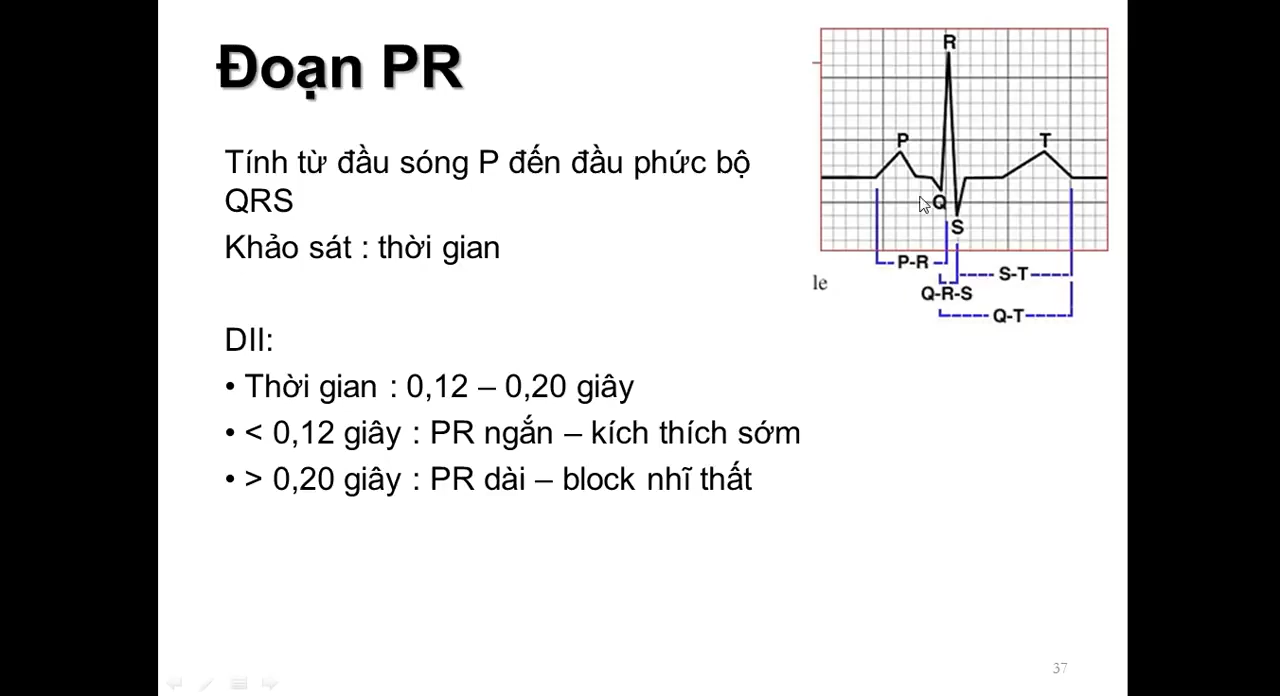 Đoạn PR
Tính từ đầu sóng P đến đầu phức bộ
QRS
Khảo sát : thời gian
DII:
• Thời gian : 0,12 – 0,20 giây
• < 0,12 giây : PR ngắn – kích thích sớm
• > 0,20 giây : PR dài – block nhĩ thất
R
P
T
Q
S
P-R
S-T
Q-R-S
Q-T
le
37